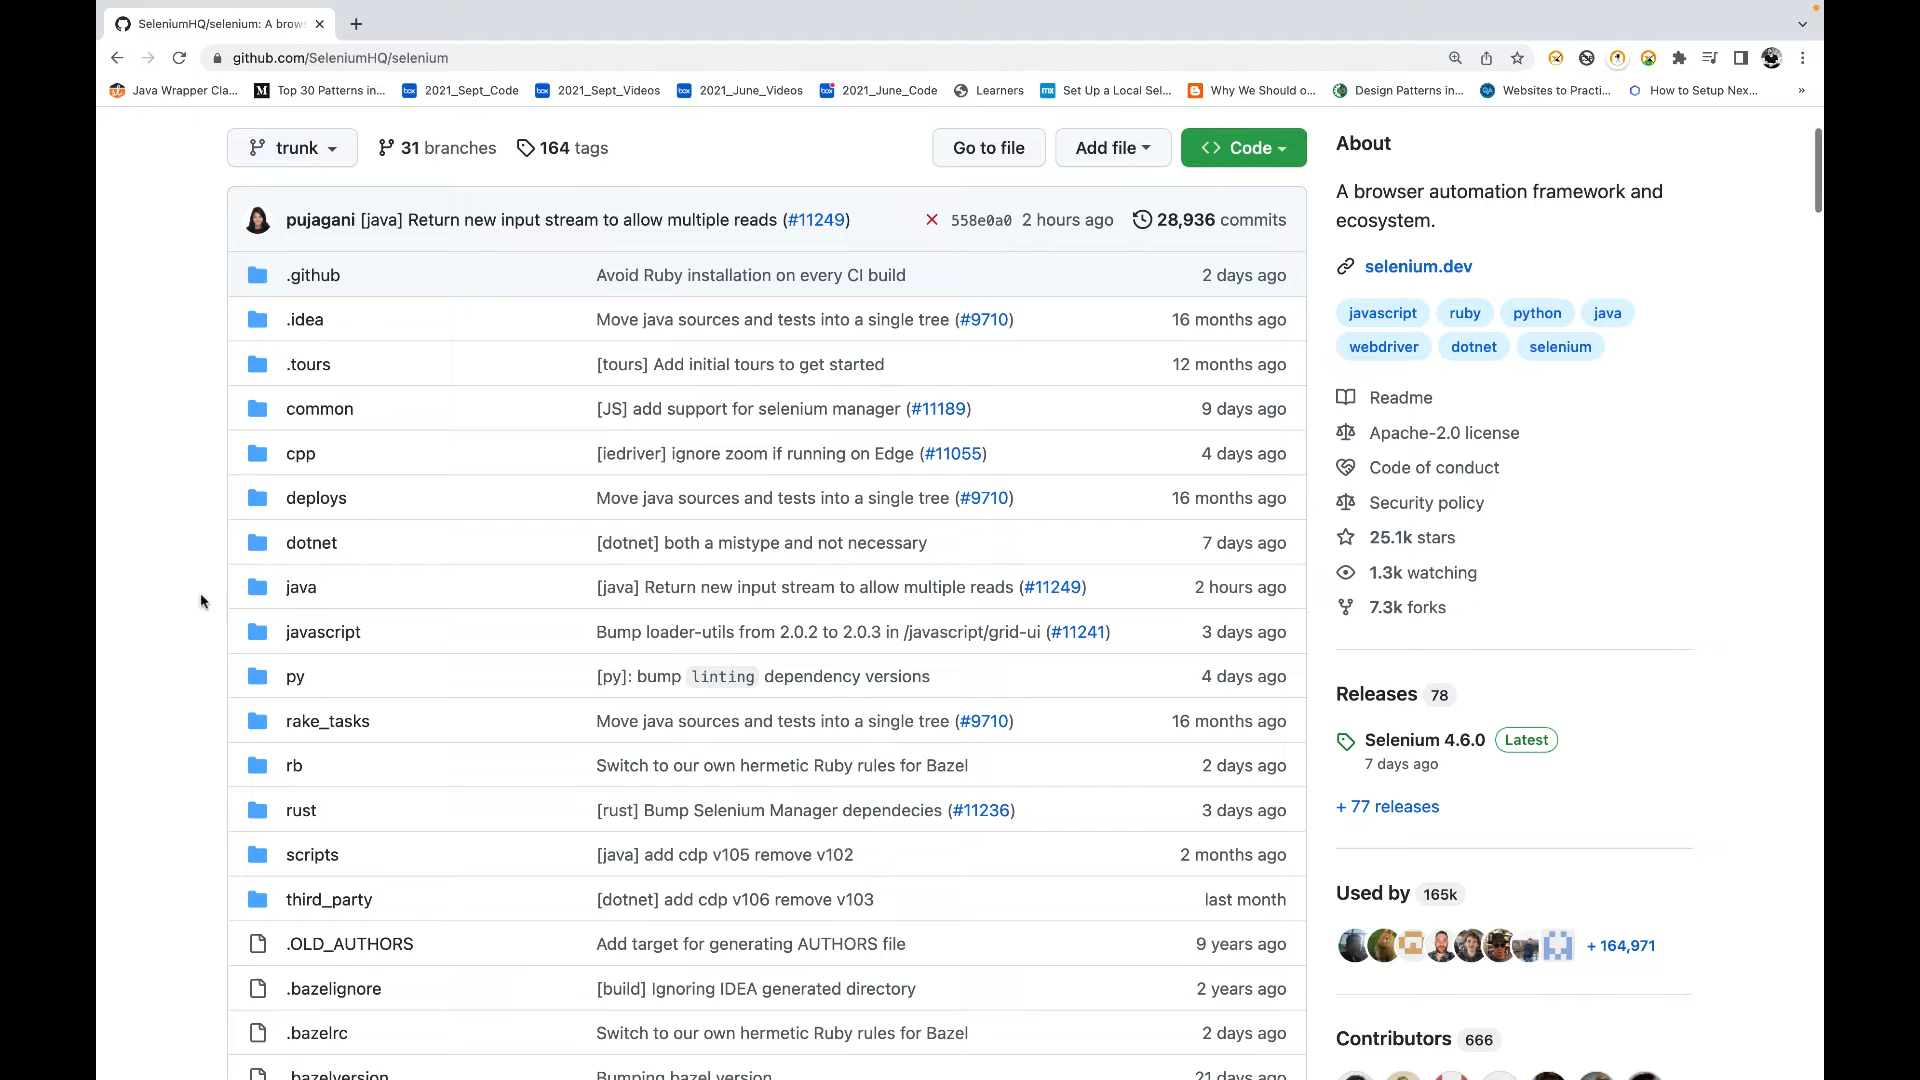 SeleniumHQ/selenium: A brow
github.com/SeleniumHQ/selenium
Java Wrapper Cla... Top 30 Patterns in... 2021_Sept_Code 2021_Sept_Videos 2021_June_Videos 2021_June_Code Learners Set Up a Local Sel... Why We Should o... Design Patterns in... Websites to Practi... How to Setup Nex... »
trunk 31 branches 164 tags Go to file Add file <> Code
pujagani [java] Return new input stream to allow multiple reads (#11249) 558e0a0 2 hours ago 28,936 commits
.github Avoid Ruby installation on every CI build 2 days ago
.idea Move java sources and tests into a single tree (#9710) 16 months ago
.tours [tours] Add initial tours to get started 12 months ago
common [JS] add support for selenium manager (#11189) 9 days ago
cpp [iedriver] ignore zoom if running on Edge (#11055) 4 days ago
deploys Move java sources and tests into a single tree (#9710) 16 months ago
dotnet [dotnet] both a mistype and not necessary 7 days ago
java [java] Return new input stream to allow multiple reads (#11249) 2 hours ago
javascript Bump loader-utils from 2.0.2 to 2.0.3 in /javascript/grid-ui (#11241) 3 days ago
py [py]: bump linting dependency versions 4 days ago
rake_tasks Move java sources and tests into a single tree (#9710) 16 months ago
rb Switch to our own hermetic Ruby rules for Bazel 2 days ago
rust [rust] Bump Selenium Manager dependecies (#11236) 3 days ago
scripts [java] add cdp v105 remove v102 2 months ago
third_party [dotnet] add cdp v106 remove v103 last month
.OLD_AUTHORS Add target for generating AUTHORS file 9 years ago
.bazelignore [build] Ignoring IDEA generated directory 2 years ago
.bazelrc Switch to our own hermetic Ruby rules for Bazel 2 days ago
.bazelversion Bumping bazel version 21 days ago
About
A browser automation framework and
ecosystem.
selenium.dev
javascript ruby python java
webdriver dotnet selenium
Readme
Apache-2.0 license
Code of conduct
Security policy
25.1k stars
1.3k watching
7.3k forks
Releases 78
Selenium 4.6.0 Latest
7 days ago
+ 77 releases
Used by 165k
+ 164,971
Contributors 666